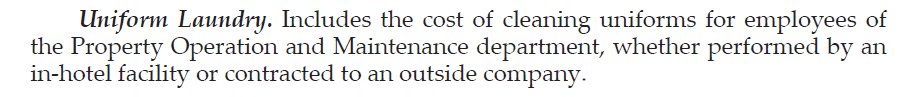 Uniform Laundry. Includes the cost of cleaning uniforms for employees of
the Property Operation and Maintenance department, whether performed by an
in-hotel facility or contracted to an outside company.